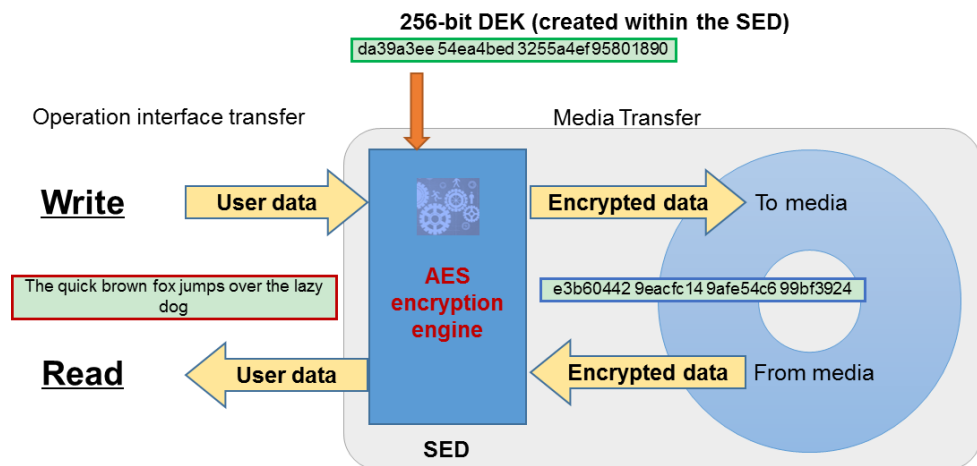 256-bit DEK (created within the SED)
da39a3ee 54ea4bed 3255a4ef 95801890
Operation interface transfer
Media Transfer
Write
User data
Encrypted data
To media
The quick brown fox jumps over the lazy
dog
AES
encryption
engine
e3b60442 9eacfc14 9afe54c6 99bf3924
Read
User data
Encrypted data
From media
SED